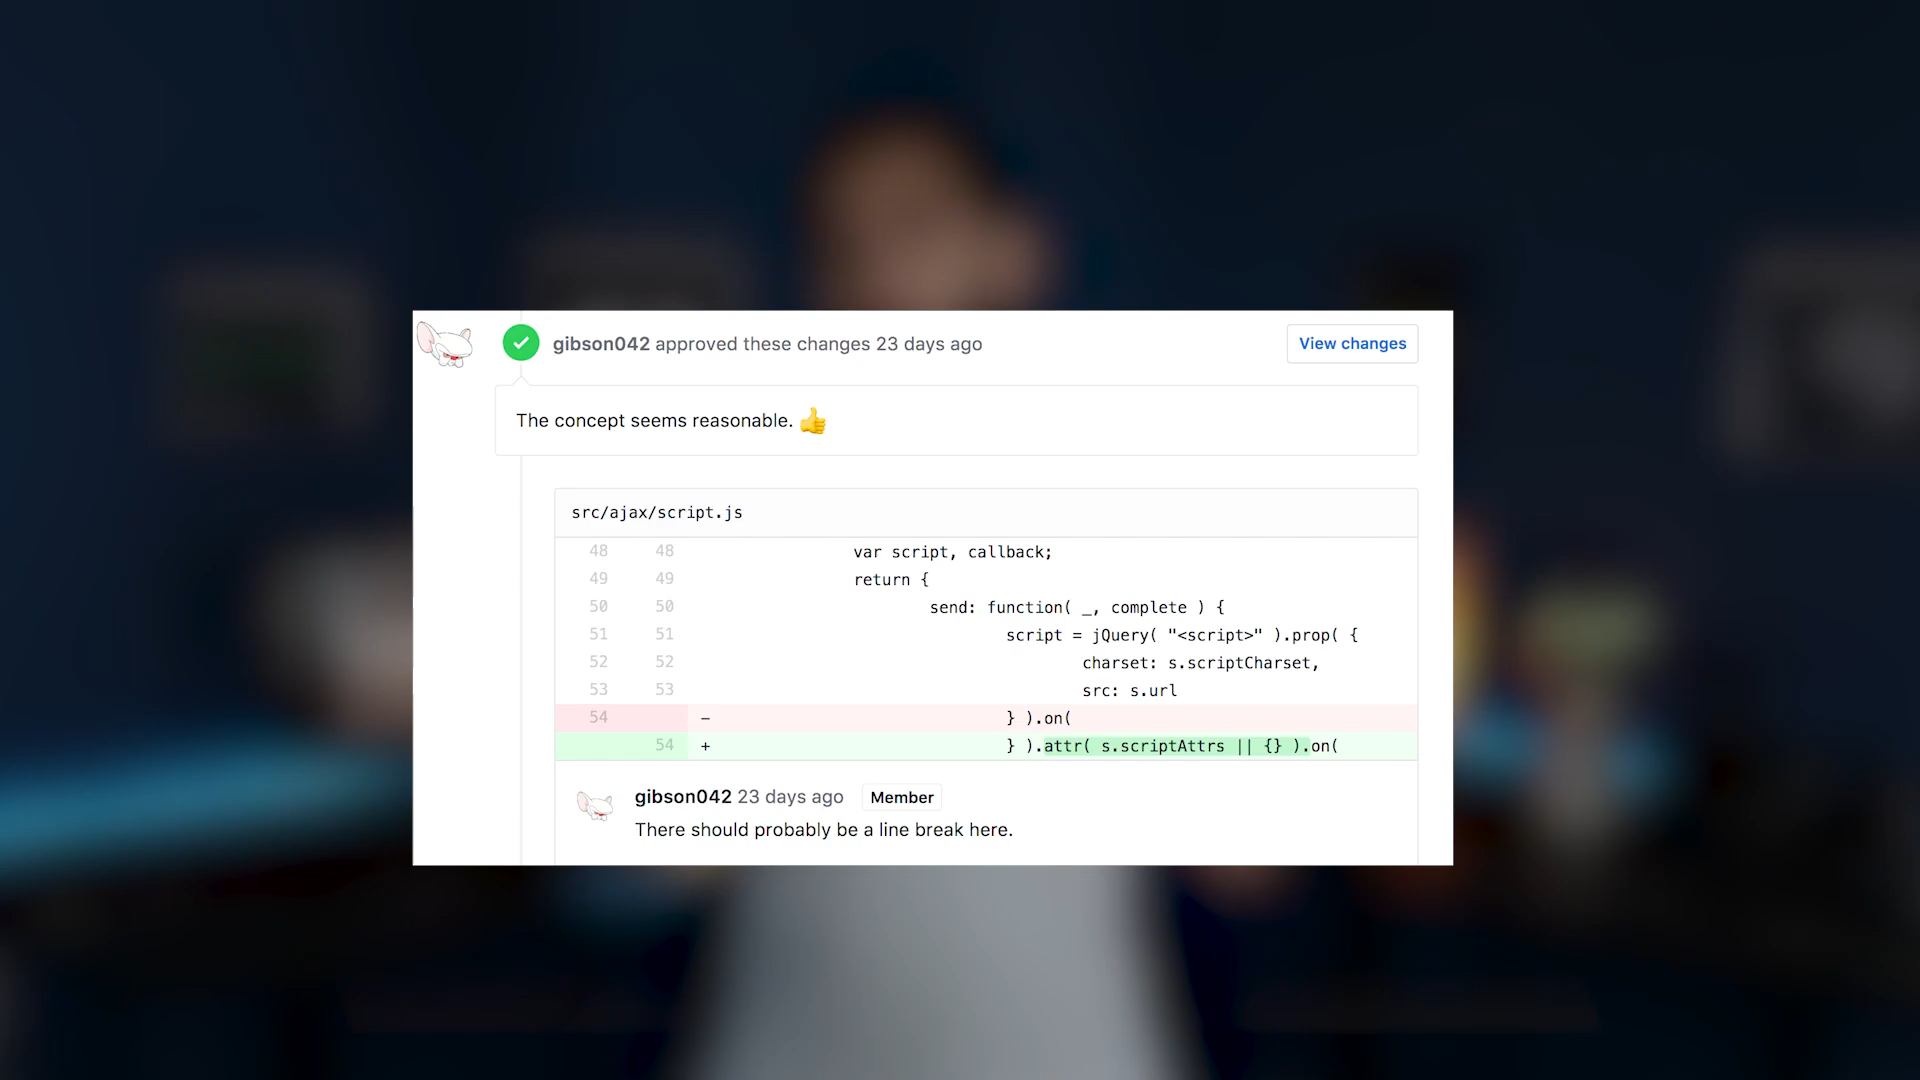 gibson042 approved these changes 23 days ago
View changes
The concept seems reasonable. 👍
src/ajax/script.js
48 48 var script, callback;
49 49 return {
50 50 send: function( _, complete ) {
51 51 script = jQuery( "<script>" ).prop( {
52 52 charset: s.scriptCharset,
53 53 src: s.url
54 - } ).on(
54 + } ).attr( s.scriptAttrs || {} ).on(
gibson042 23 days ago Member
There should probably be a line break here.